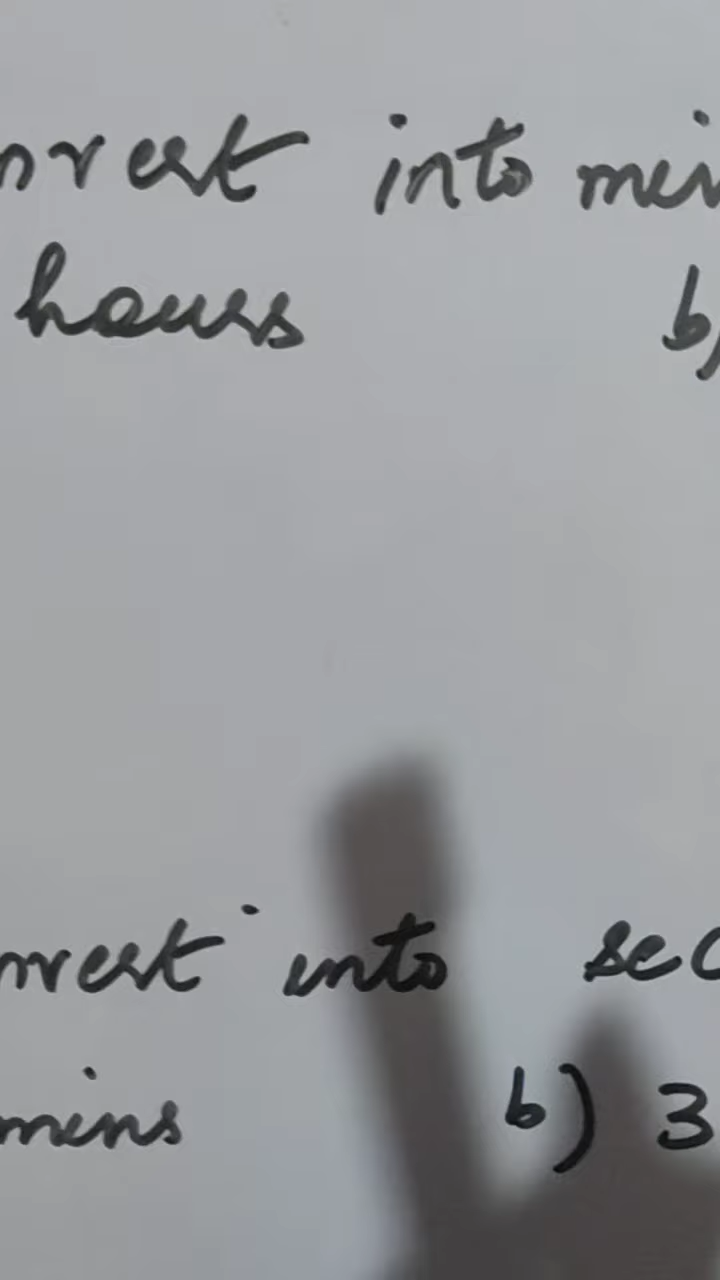 nvert into min
hours b)
nvert into sec
mins b) 3